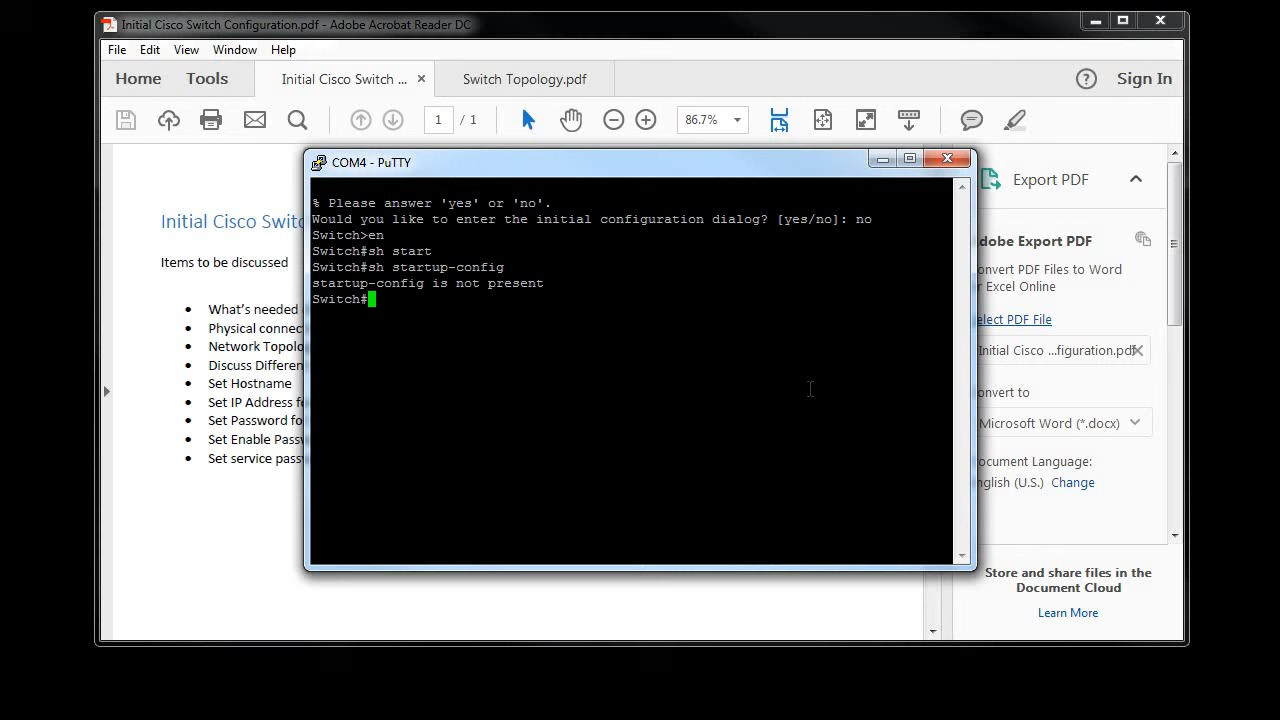 Initial Cisco Switch Configuration.pdf - Adobe Acrobat Reader DC
File Edit View Window Help
Home Tools Initial Cisco Switch ... × Switch Topology.pdf ? Sign In
1 / 1 86.7%
COM4 - PuTTY
% Please answer 'yes' or 'no'.
Would you like to enter the initial configuration dialog? [yes/no]: no
Switch>en
Switch#sh start
Switch#sh startup-config
startup-config is not present
Switch#
Initial Cisco Switc
Items to be discussed
• What's needed
• Physical connect
• Network Topolo
• Discuss Differen
• Set Hostname
• Set IP Address fo
• Set Password fo
• Set Enable Passw
• Set service passw
Export PDF
dobe Export PDF
onvert PDF Files to Word
r Excel Online
elect PDF File
Initial Cisco ...figuration.pdf
onvert to
Microsoft Word (*.docx)
ocument Language:
nglish (U.S.) Change
Store and share files in the
Document Cloud
Learn More